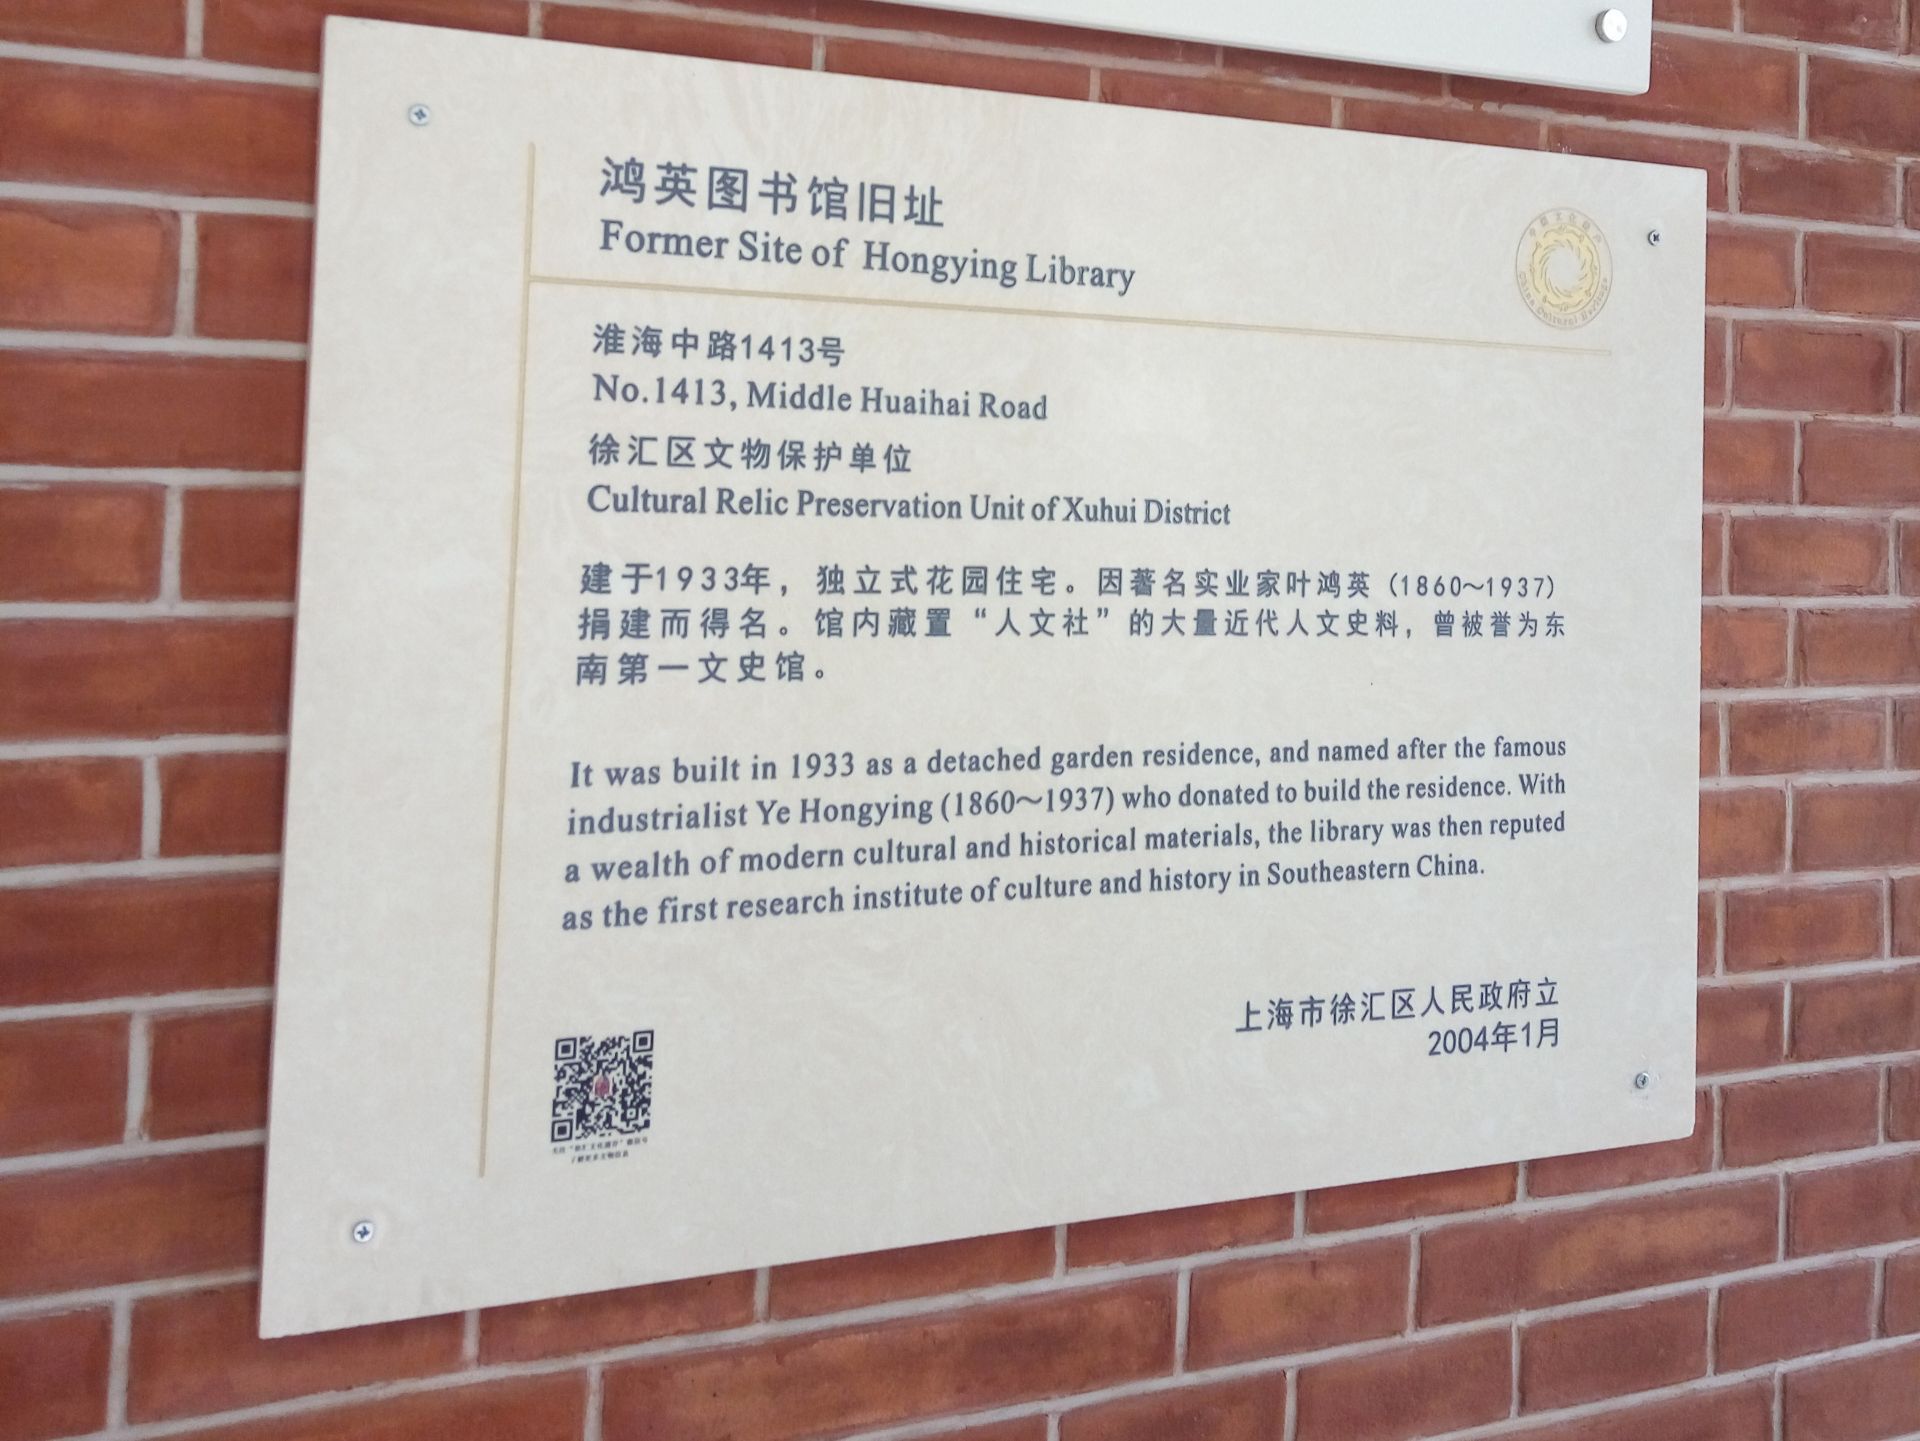 鸿英图书馆旧址
Former Site of Hongying Library
淮海中路1413号
No.1413, Middle Huaihai Road
徐汇区文物保护单位
Cultural Relic Preservation Unit of Xuhui District
建于1933年，独立式花园住宅。因著名实业家叶鸿英（1860～1937）
捐建而得名。馆内藏置“人文社”的大量近代人文史料，曾被誉为东
南第一文史馆。
It was built in 1933 as a detached garden residence, and named after the famous
industrialist Ye Hongying (1860～1937) who donated to build the residence. With
a wealth of modern cultural and historical materials, the library was then reputed
as the first research institute of culture and history in Southeastern China.
上海市徐汇区人民政府立
2004年1月